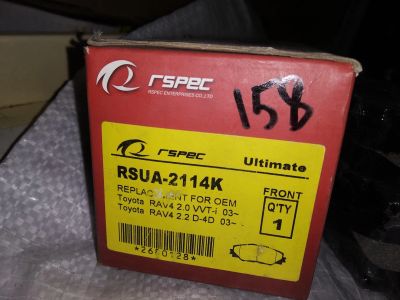 rspec
RSPEC ENTERPRISES CO.,LTD
158
rspec
Ultimate
RSUA-2114K
REPLACEMENT FOR OEM
Toyota RAV4 2.0 VVT-i 03~
Toyota RAV4 2.2 D-4D 03~
FRONT
Q'TY
1